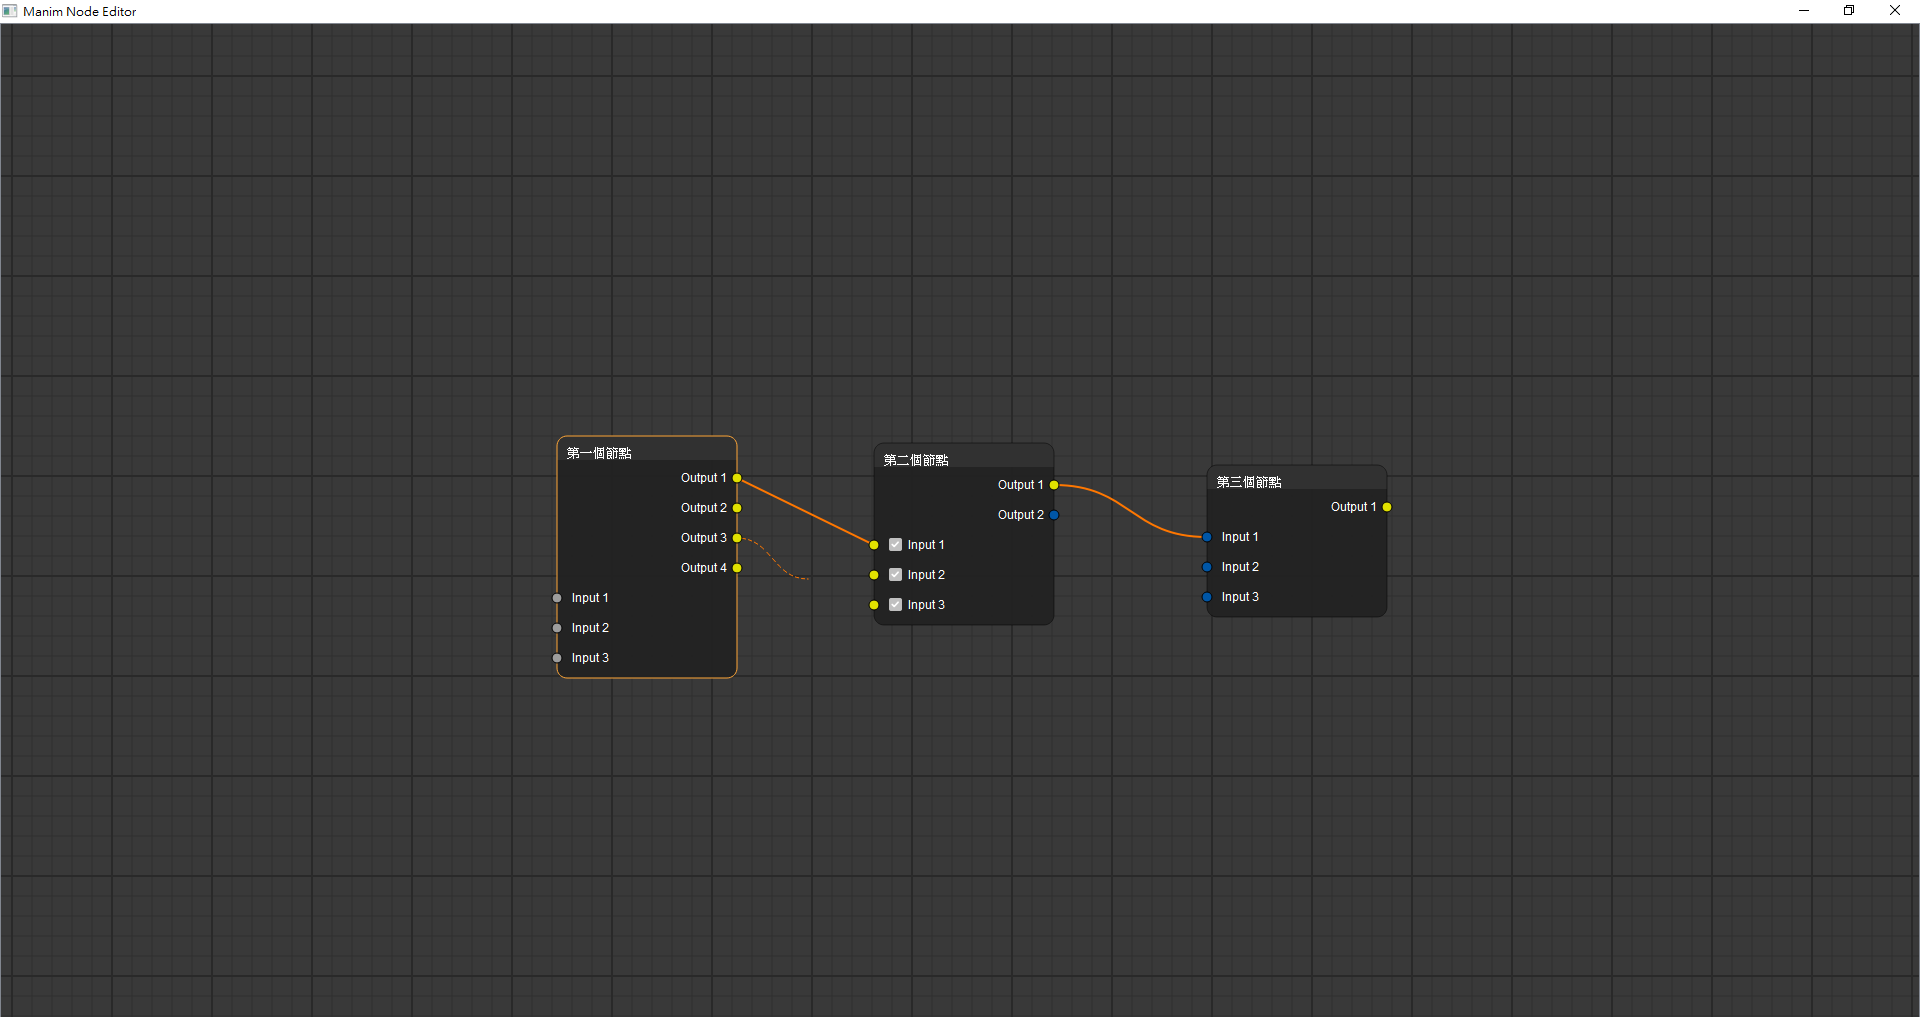 Manim Node Editor
第一個節點
Output 1
Output 2
Output 3
Output 4
Input 1
Input 2
Input 3
第二個節點
Output 1
Output 2
Input 1
Input 2
Input 3
第三個節點
Output 1
Input 1
Input 2
Input 3